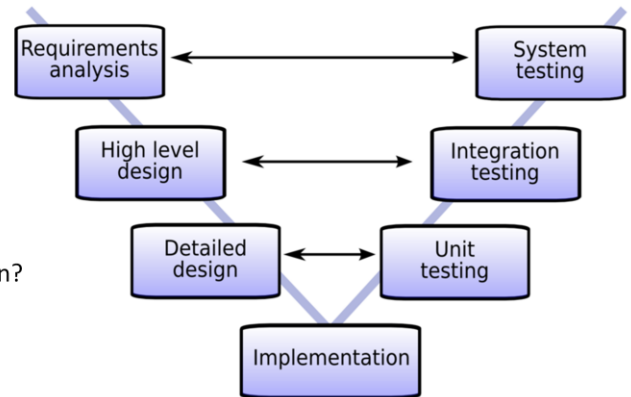 Requirements
analysis
System
testing
High level
design
Integration
testing
Detailed
design
Unit
testing
n?
Implementation